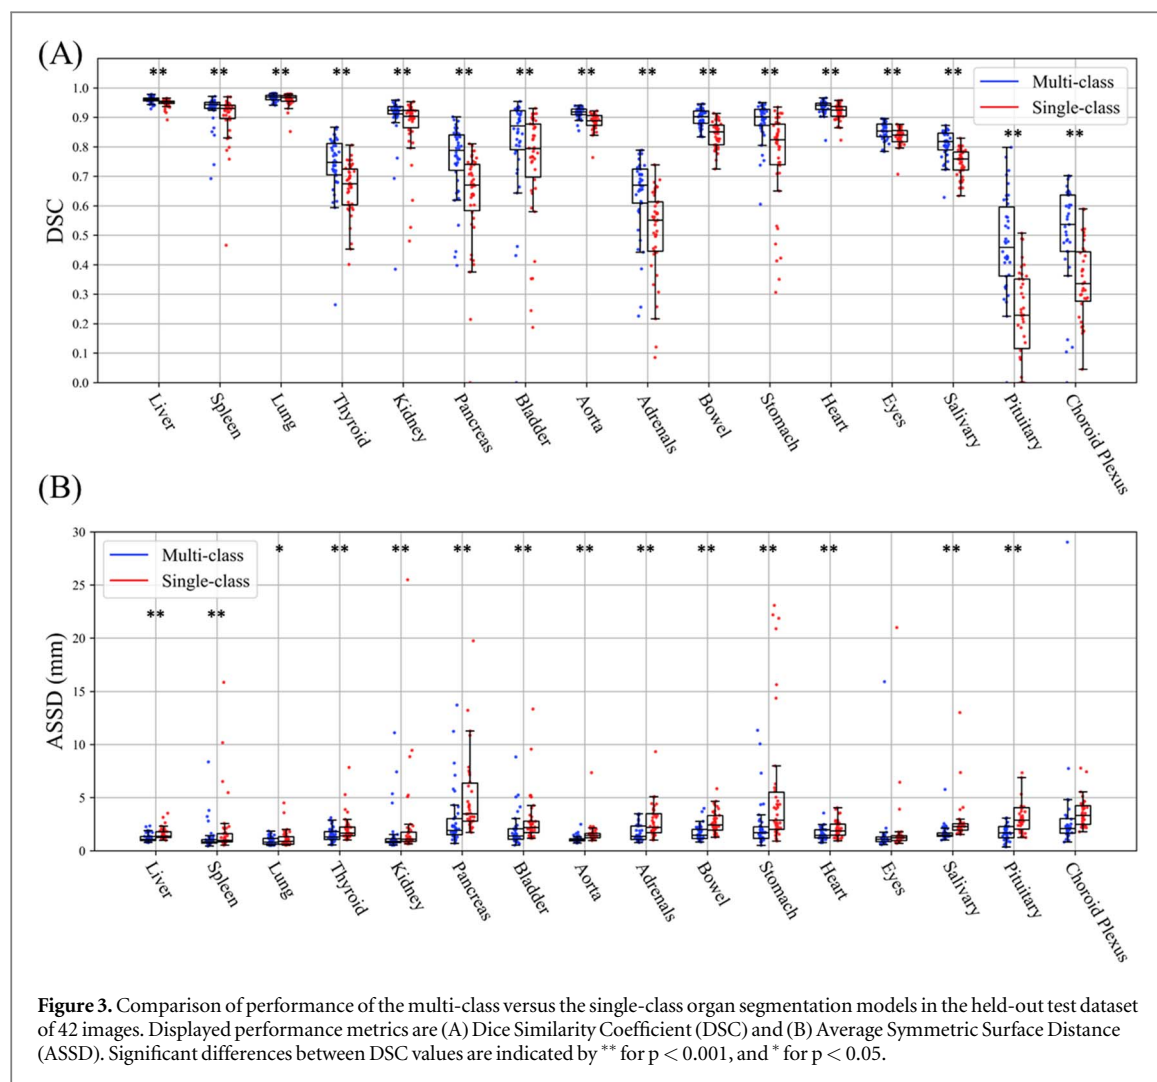 (A)
** ** ** ** ** ** ** ** ** ** ** ** ** **
Multi-class
Single-class
** **
1.0
0.9
0.8
0.7
0.6
0.5
0.4
0.3
0.2
0.1
0.0
DSC
Liver
Spleen
Lung
Thyroid
Kidney
Pancreas
Bladder
Aorta
Adrenals
Bowel
Stomach
Heart
Eyes
Salivary
Pituitary
Choroid Plexus
(B)
30
25
20
15
10
5
0
ASSD (mm)
Multi-class
Single-class
* ** ** ** ** ** ** ** ** ** ** **
** **
Liver
Spleen
Lung
Thyroid
Kidney
Pancreas
Bladder
Aorta
Adrenals
Bowel
Stomach
Heart
Eyes
Salivary
Pituitary
Choroid Plexus
Figure 3. Comparison of performance of the multi-class versus the single-class organ segmentation models in the held-out test dataset
of 42 images. Displayed performance metrics are (A) Dice Similarity Coefficient (DSC) and (B) Average Symmetric Surface Distance
(ASSD). Significant differences between DSC values are indicated by ** for p < 0.001, and * for p < 0.05.